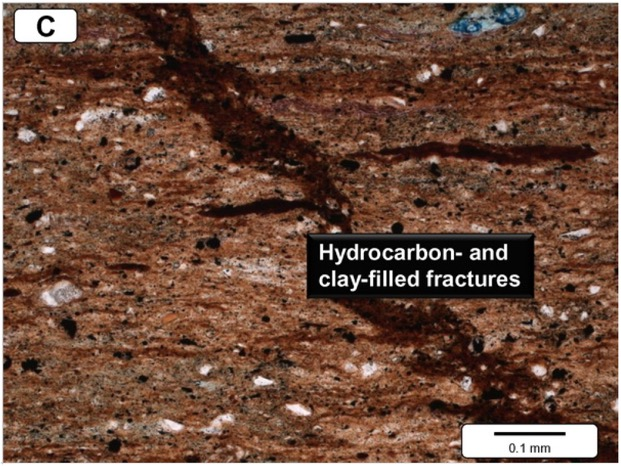 C
Hydrocarbon- and
clay-filled fractures
0.1 mm